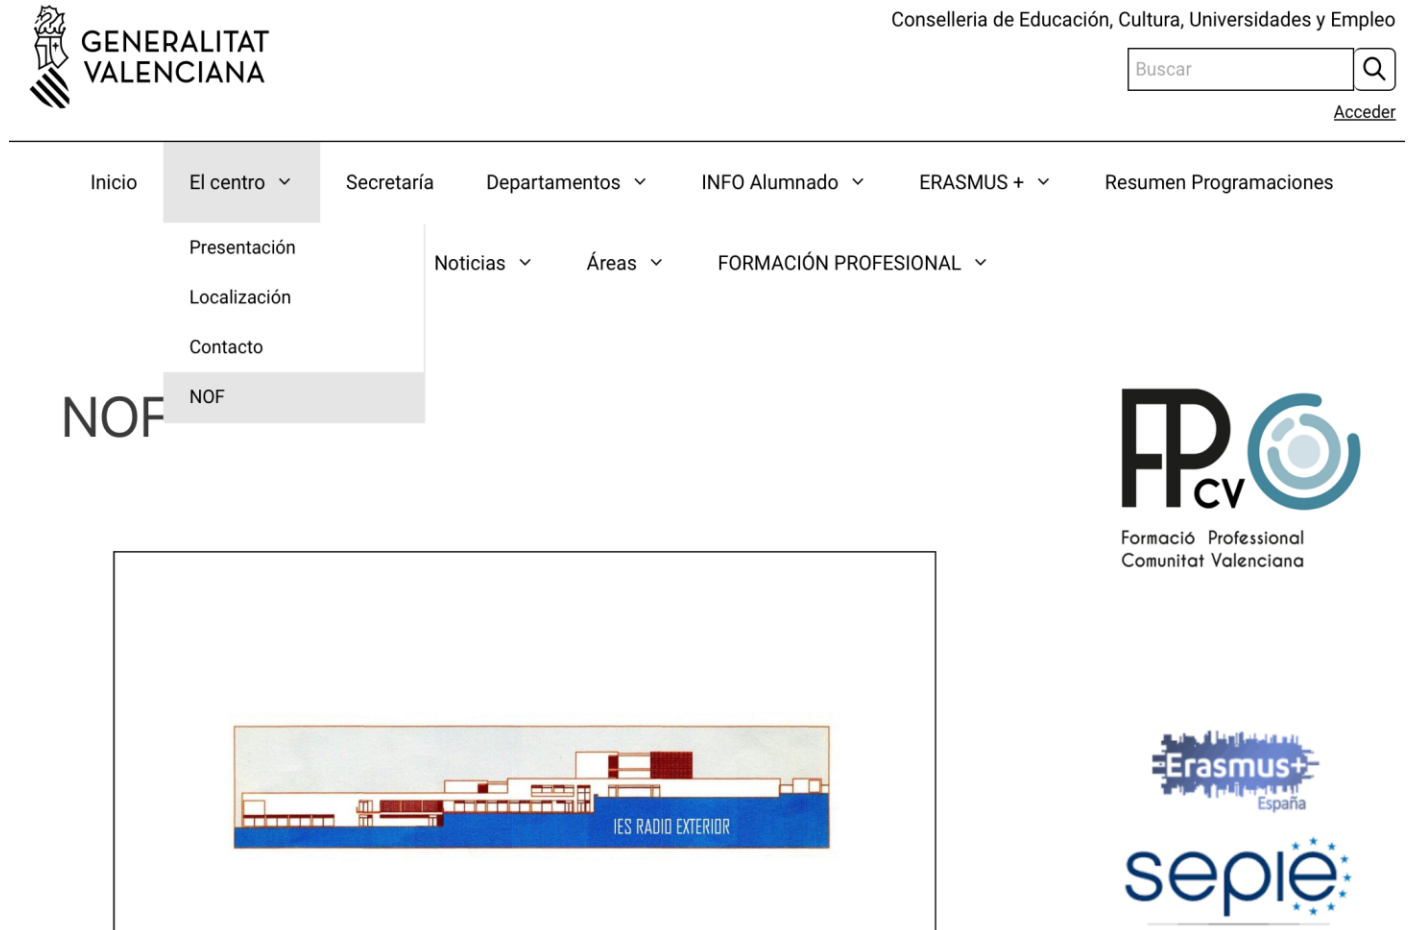 GENERALITAT
VALENCIANA
Conselleria de Educación, Cultura, Universidades y Empleo
Buscar
Acceder
Inicio El centro Secretaría Departamentos INFO Alumnado ERASMUS + Resumen Programaciones
Noticias Áreas FORMACIÓN PROFESIONAL
Presentación
Localización
Contacto
NOF
NOF
FP CV
Formació Professional
Comunitat Valenciana
IES RADIO EXTERIOR
Erasmus+
España
sepie